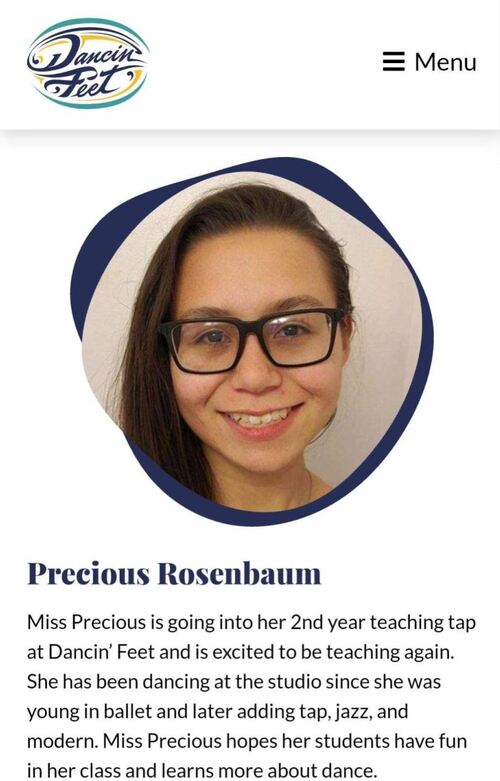 Dancin'
Feet
Menu
Precious Rosenbaum
Miss Precious is going into her 2nd year teaching tap
at Dancin’ Feet and is excited to be teaching again.
She has been dancing at the studio since she was
young in ballet and later adding tap, jazz, and
modern. Miss Precious hopes her students have fun
in her class and learns more about dance.